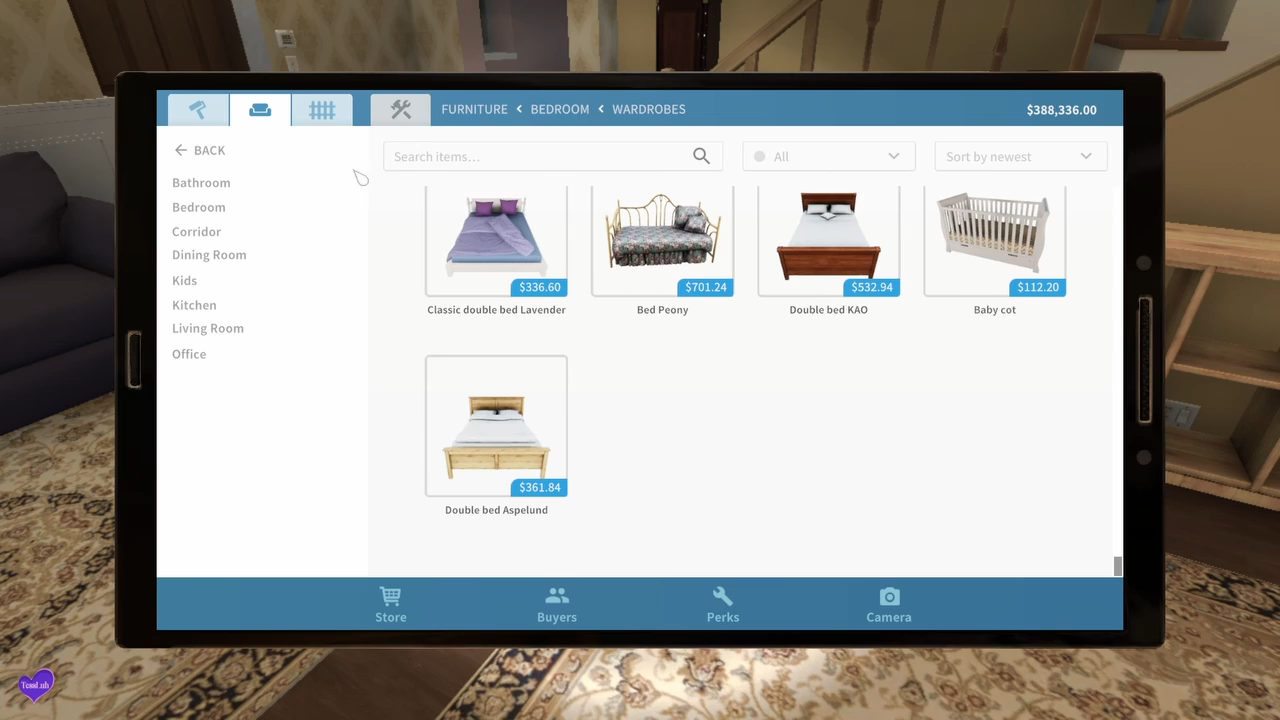 FURNITURE < BEDROOM < WARDROBES
$388,336.00
BACK
Search items...
All
Sort by newest
Bathroom
Bedroom
Corridor
Dining Room
Kids
Kitchen
Living Room
Office
$336.60
$701.24
$532.94
$112.20
Classic double bed Lavender
Bed Peony
Double bed KAO
Baby cot
$361.84
Double bed Aspelund
Store
Buyers
Perks
Camera
TessLuh